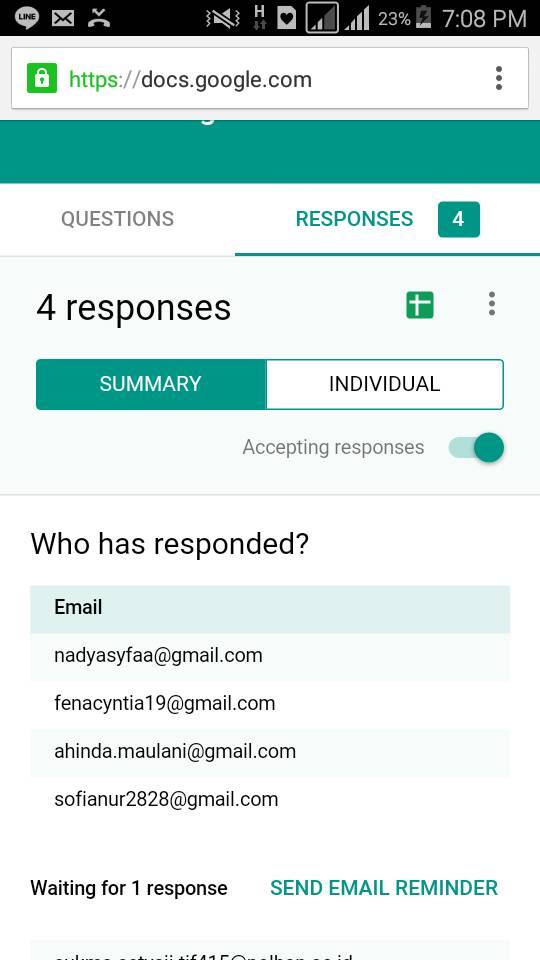 LINE H 23% 7:08 PM
https://docs.google.com
QUESTIONS RESPONSES 4
4 responses
SUMMARY INDIVIDUAL
Accepting responses
Who has responded?
Email
nadyasyfaa@gmail.com
fenacyntia19@gmail.com
ahinda.maulani@gmail.com
sofianur2828@gmail.com
Waiting for 1 response SEND EMAIL REMINDER